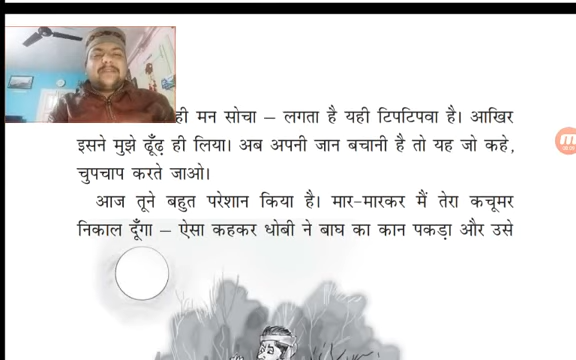 ही मन सोचा – लगता है यही टिपटिपवा है। आखिर
इसने मुझे ढूँढ़ ही लिया। अब अपनी जान बचानी है तो यह जो कहे,
चुपचाप करते जाओ।
आज तूने बहुत परेशान किया है। मार-मारकर मैं तेरा कचूमर
निकाल दूँगा – ऐसा कहकर धोबी ने बाघ का कान पकड़ा और उसे